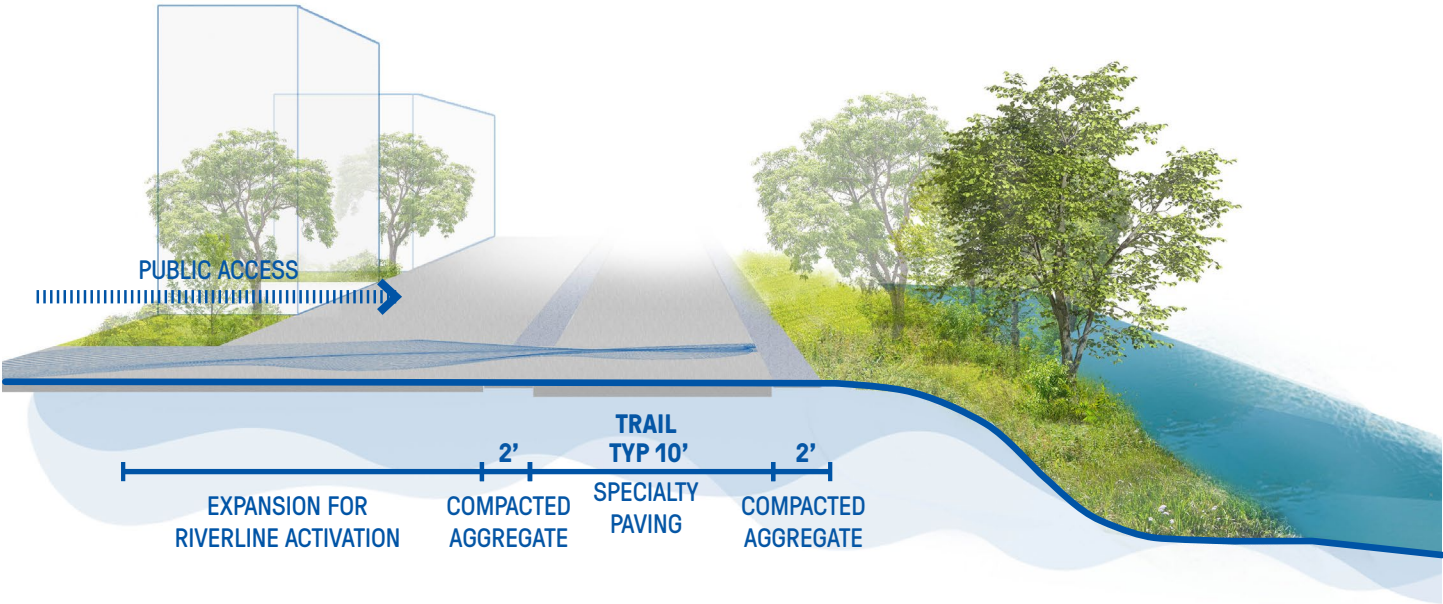 PUBLIC ACCESS
TRAIL
2’ TYP 10’ 2’
EXPANSION FOR
RIVERLINE ACTIVATION
COMPACTED
AGGREGATE
SPECIALTY
PAVING
COMPACTED
AGGREGATE